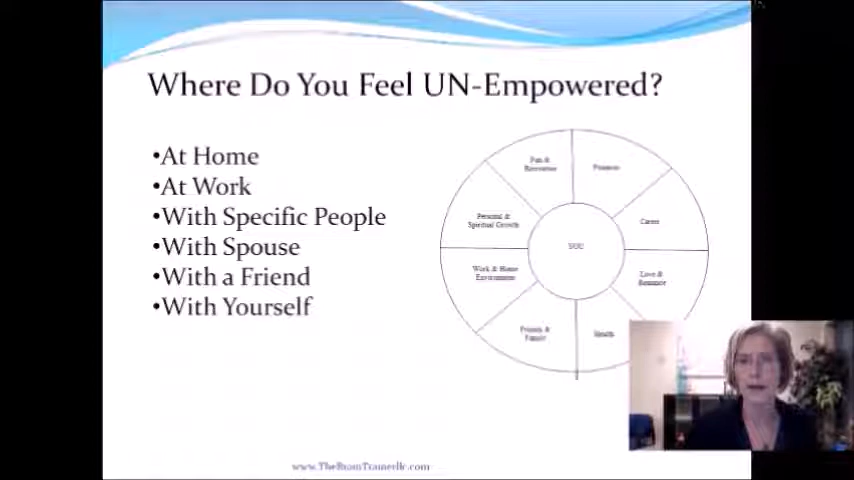 Where Do You Feel UN-Empowered?
•At Home
•At Work
•With Specific People
•With Spouse
•With a Friend
•With Yourself
Fun &
Recreation
Finances
Personal &
Spiritual Growth
Career
YOU
Work & Home
Environment
Love &
Romance
Friends &
Family
Health